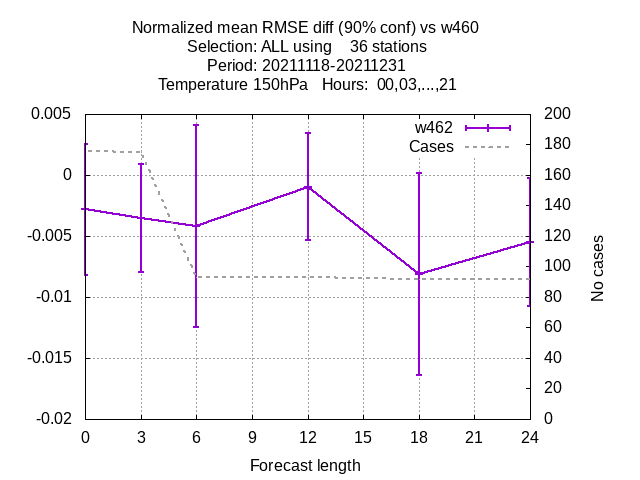 Normalized mean RMSE diff (90% conf) vs w460
Selection: ALL using    36 stations
Period: 20211118-20211231
Temperature 150hPa   Hours:  00,03,...,21
w462
Cases
0.005
0
-0.005
-0.01
-0.015
-0.02
200
180
160
140
120
100
80
60
40
20
0
No cases
0 3 6 9 12 15 18 21 24
Forecast length